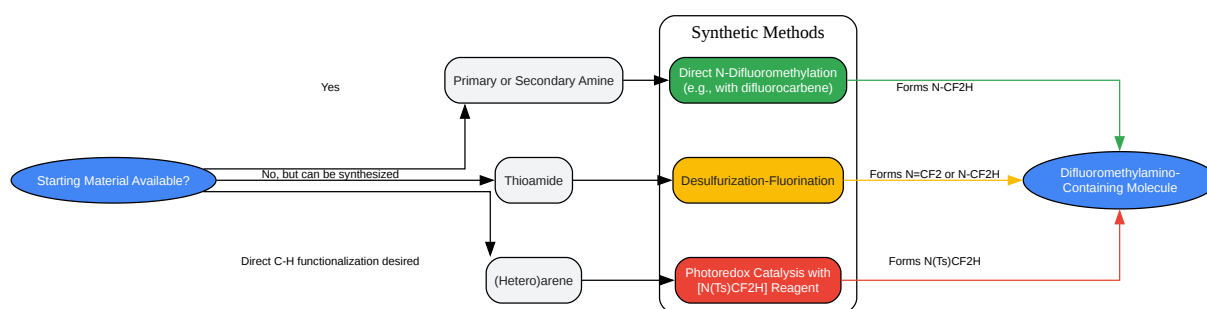 Synthetic Methods
Yes
Primary or Secondary Amine
Direct N-Difluoromethylation
(e.g., with difluorocarbene)
Forms N-CF2H
Starting Material Available?
No, but can be synthesized
Thioamide
Desulfurization-Fluorination
Forms N=CF2 or N-CF2H
Difluoromethylamino-
Containing Molecule
Direct C-H functionalization desired
(Hetero)arene
Photoredox Catalysis with
[N(Ts)CF2H] Reagent
Forms N(Ts)CF2H